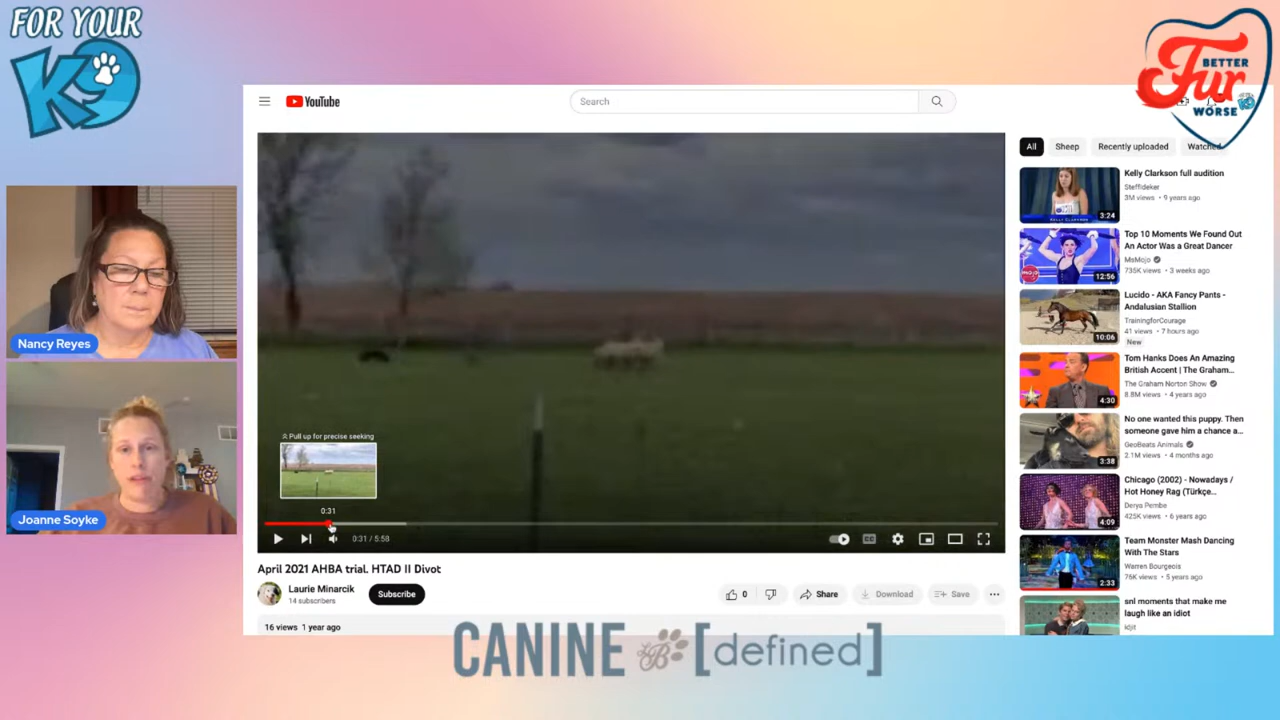 FOR YOUR
K9
BETTER
Fur
WORSE
YouTube
Search
All
Sheep
Recently uploaded
Watched
Kelly Clarkson full audition
Steffideker
3M views • 9 years ago
3:24
KELLY CLARKSON
Top 10 Moments We Found Out
An Actor Was a Great Dancer
MsMojo
735K views • 3 weeks ago
12:56
Lucido - AKA Fancy Pants -
Andalusian Stallion
TrainingforCourage
41 views • 7 hours ago
New
10:06
Tom Hanks Does An Amazing
British Accent | The Graham...
The Graham Norton Show
8.8M views • 4 years ago
4:30
No one wanted this puppy. Then
someone gave him a chance a...
GeoBeats Animals
2.1M views • 4 months ago
3:38
Chicago (2002) - Nowadays /
Hot Honey Rag (Türkçe...
Derya Pembe
425K views • 6 years ago
4:09
Team Monster Mash Dancing
With The Stars
Warren Bourgeois
76K views • 5 years ago
2:33
snl moments that make me
laugh like an idiot
Nancy Reyes
Joanne Soyke
Pull up for precise seeking
0:31
0:31 / 5:58
CC
April 2021 AHBA trial. HTAD II Divot
Laurie Minarcik
14 subscribers
Subscribe
0
Share
Download
Save
16 views 1 year ago
CANINE [defined]